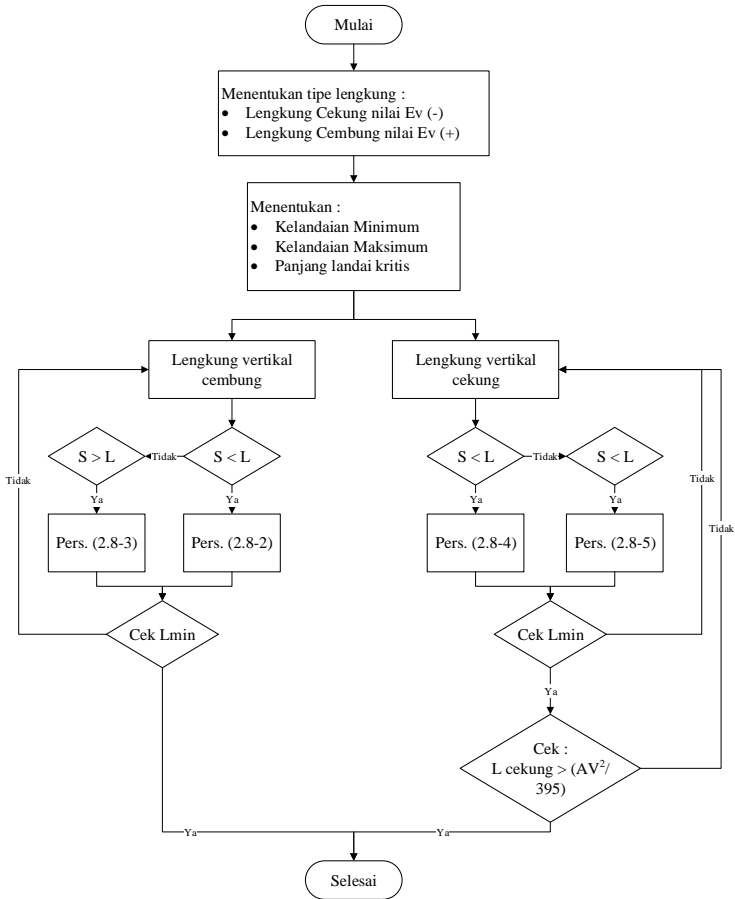 Mulai
Menentukan tipe lengkung :
• Lengkung Cekung nilai Ev (-)
• Lengkung Cembung nilai Ev (+)
Menentukan :
• Kelandaian Minimum
• Kelandaian Maksimum
• Panjang landai kritis
Lengkung vertikal
cembung
Lengkung vertikal
cekung
S > L
Tidak
S < L
S < L
Tidak
S < L
Tidak
Tidak
Tidak
Ya
Ya
Ya
Ya
Pers. (2.8-3)
Pers. (2.8-2)
Pers. (2.8-4)
Pers. (2.8-5)
Cek Lmin
Cek Lmin
Ya
Cek :
L cekung > (AV²/
395)
Ya
Ya
Selesai